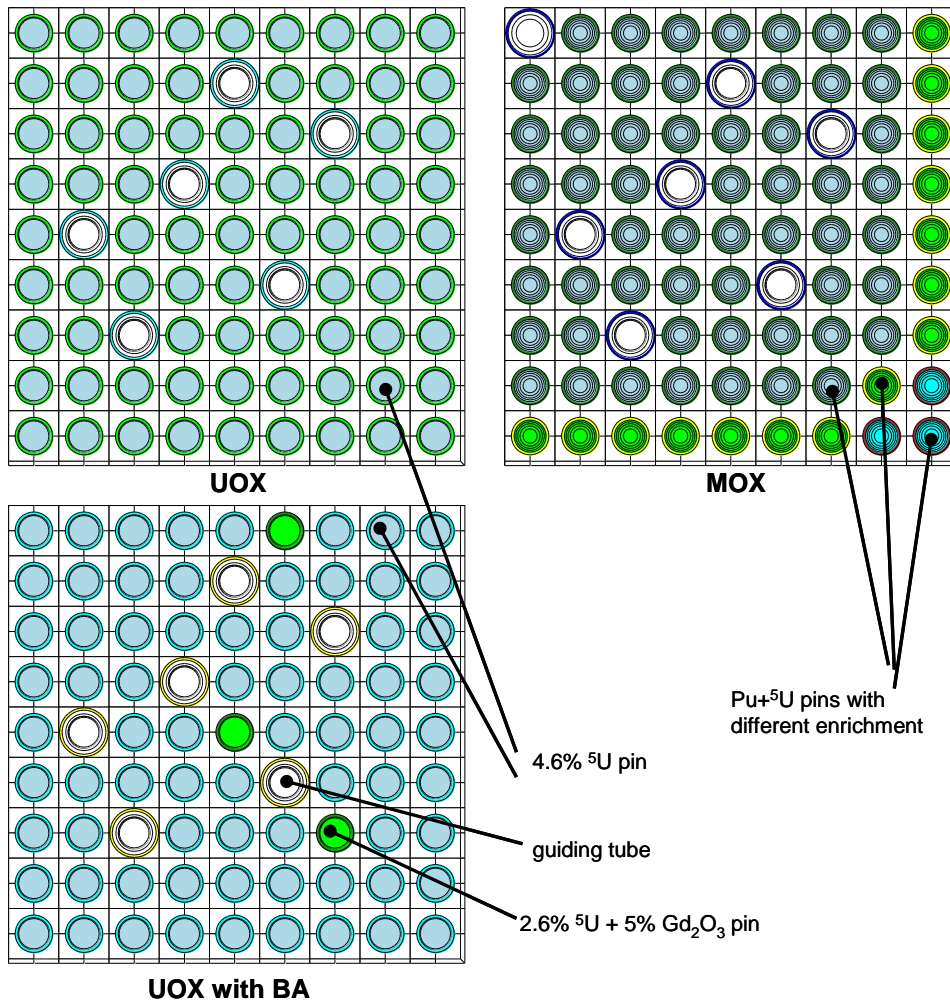 UOX
MOX
Pu+⁵U pins with
different enrichment
4.6% ⁵U pin
guiding tube
2.6% ⁵U + 5% Gd₂O₃ pin
UOX with BA